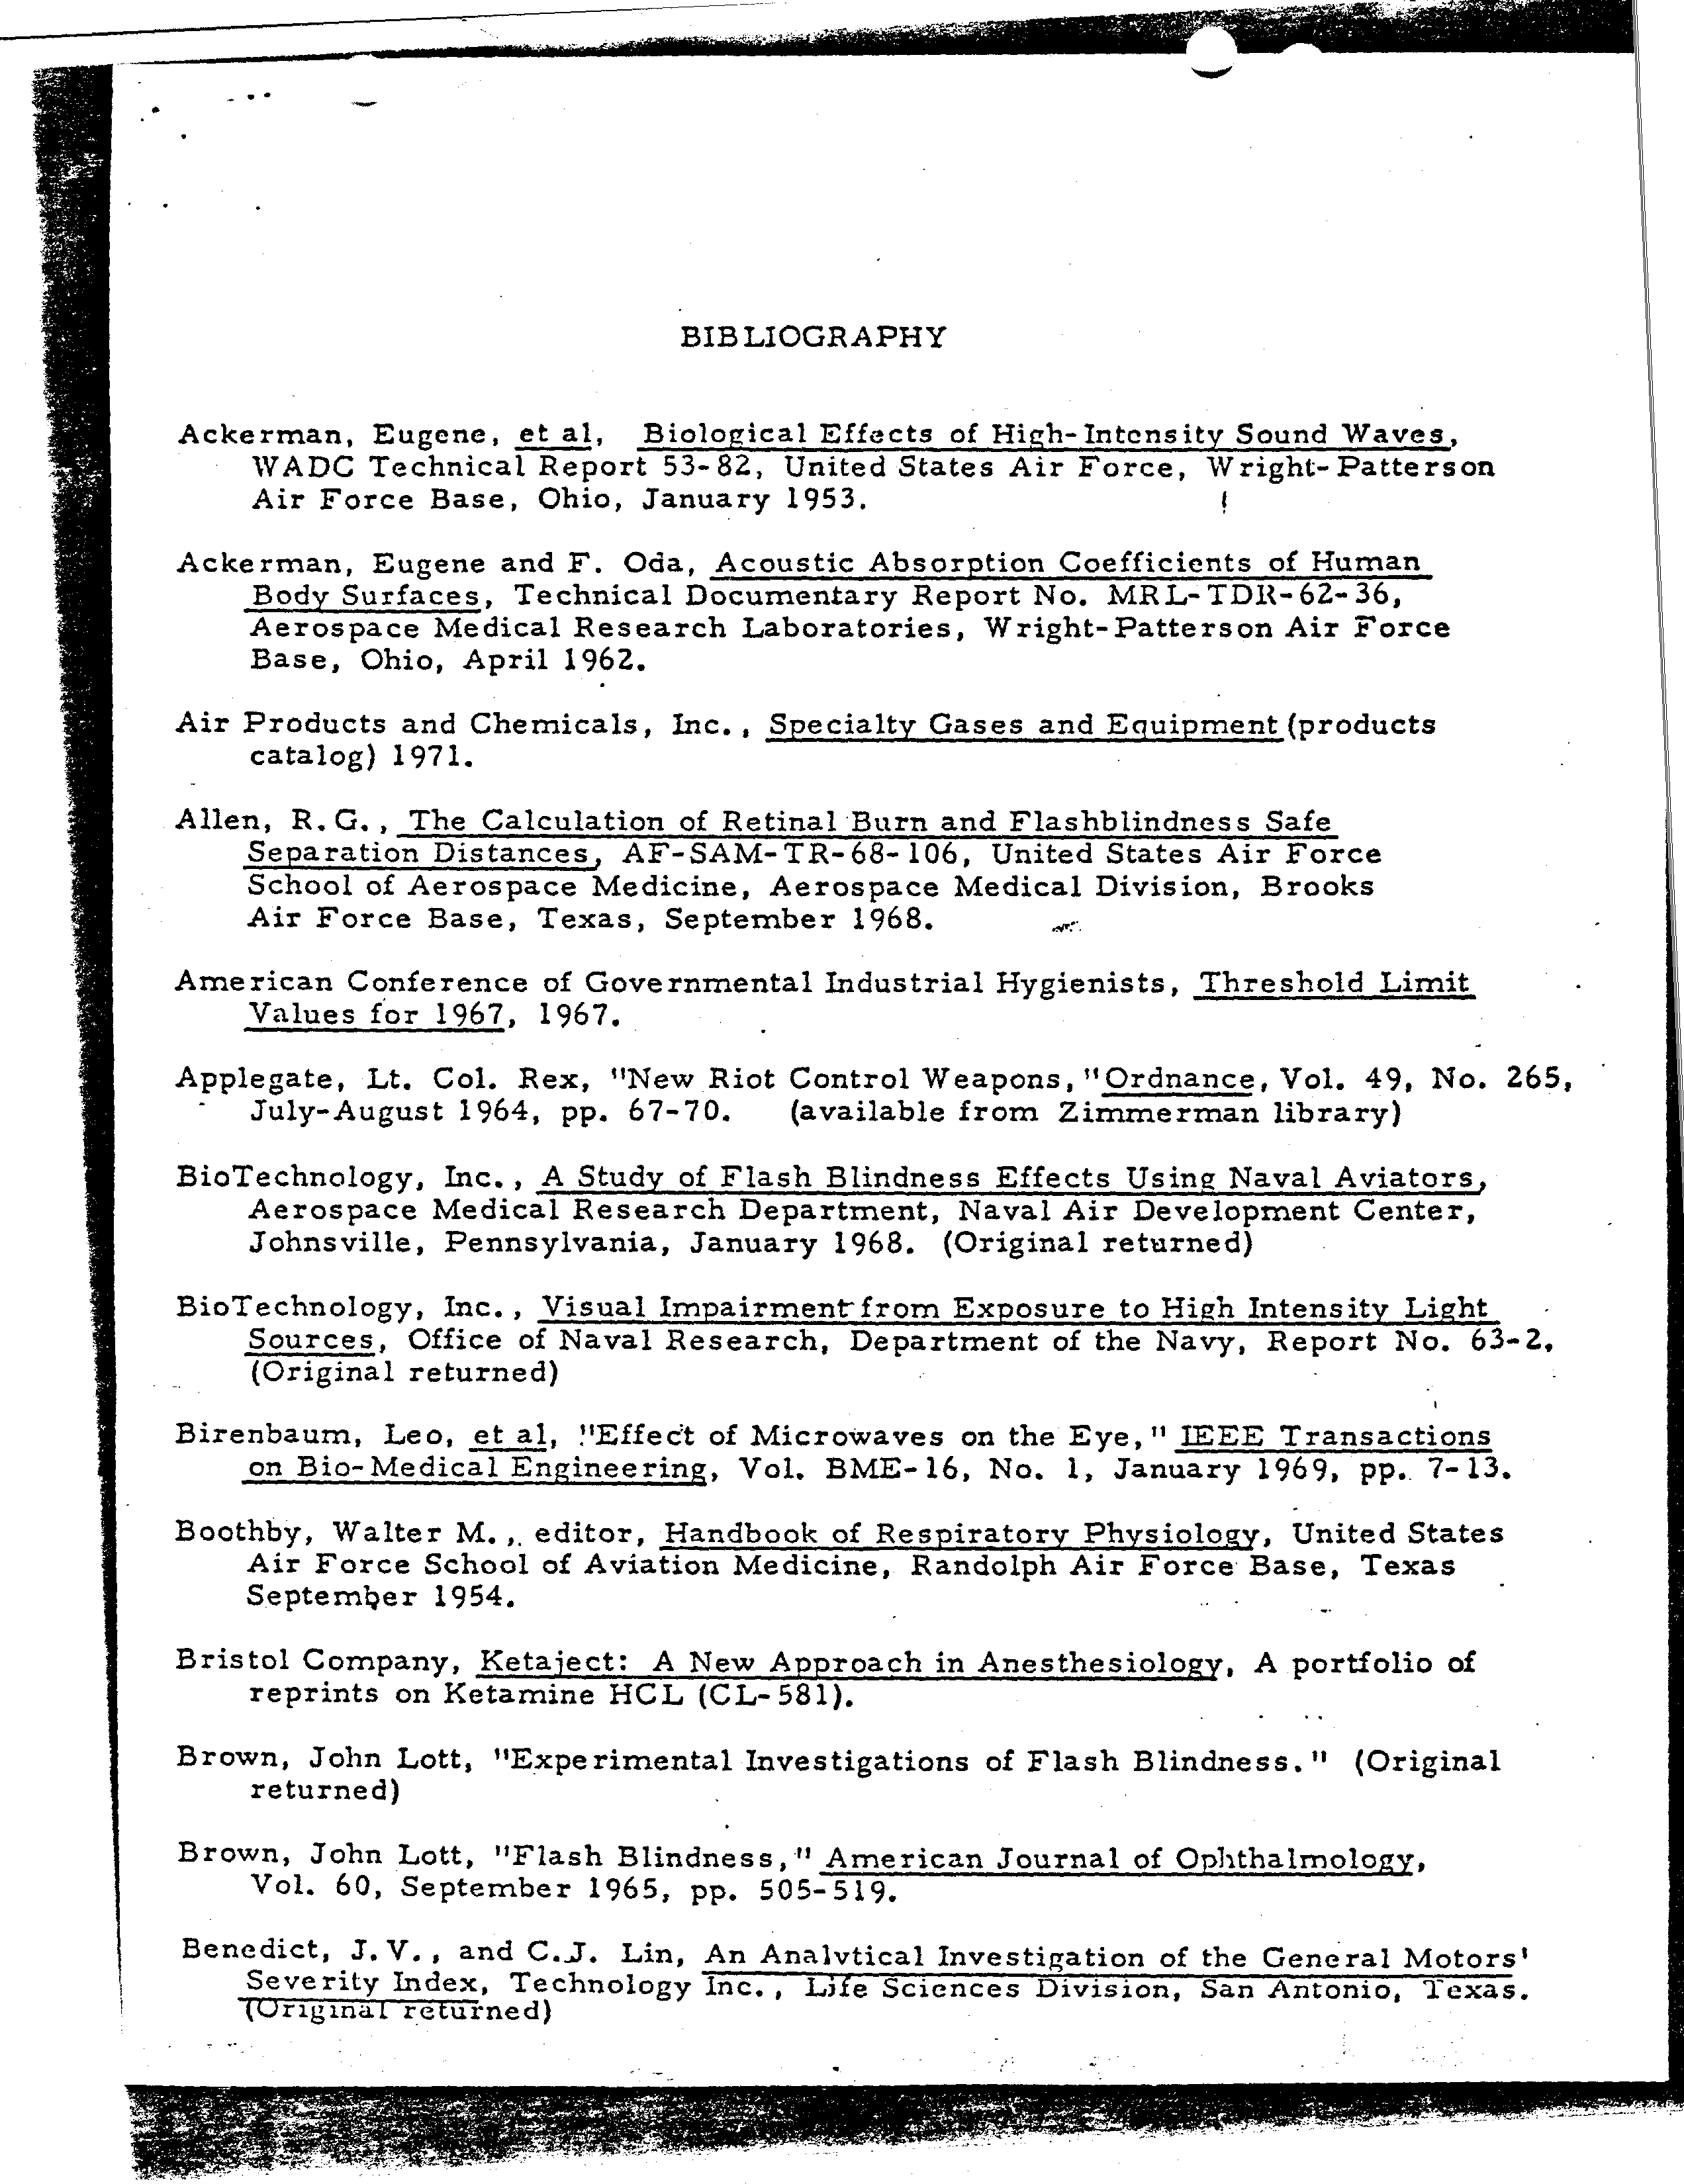 BIBLIOGRAPHY
Ackerman, Eugene, et al, Biological Effects of High-Intensity Sound Waves,
WADC Technical Report 53-82, United States Air Force, Wright-Patterson
Air Force Base, Ohio, January 1953.
Ackerman, Eugene and F. Oda, Acoustic Absorption Coefficients of Human
Body Surfaces, Technical Documentary Report No. MRL-TDR-62-36,
Aerospace Medical Research Laboratories, Wright-Patterson Air Force
Base, Ohio, April 1962.
Air Products and Chemicals, Inc., Specialty Gases and Equipment (products
catalog) 1971.
Allen, R.G., The Calculation of Retinal Burn and Flashblindness Safe
Separation Distances, AF-SAM-TR-68-106, United States Air Force
School of Aerospace Medicine, Aerospace Medical Division, Brooks
Air Force Base, Texas, September 1968.
American Conference of Governmental Industrial Hygienists, Threshold Limit
Values for 1967, 1967.
Applegate, Lt. Col. Rex, "New Riot Control Weapons," Ordnance, Vol. 49, No. 265,
July-August 1964, pp. 67-70. (available from Zimmerman library)
BioTechnology, Inc., A Study of Flash Blindness Effects Using Naval Aviators,
Aerospace Medical Research Department, Naval Air Development Center,
Johnsville, Pennsylvania, January 1968. (Original returned)
BioTechnology, Inc., Visual Impairment from Exposure to High Intensity Light
Sources, Office of Naval Research, Department of the Navy, Report No. 63-2.
(Original returned)
Birenbaum, Leo, et al, "Effect of Microwaves on the Eye," IEEE Transactions
on Bio-Medical Engineering, Vol. BME-16, No. 1, January 1969, pp. 7-13.
Boothby, Walter M., editor, Handbook of Respiratory Physiology, United States
Air Force School of Aviation Medicine, Randolph Air Force Base, Texas
September 1954.
Bristol Company, Ketaject: A New Approach in Anesthesiology, A portfolio of
reprints on Ketamine HCL (CL-581).
Brown, John Lott, "Experimental Investigations of Flash Blindness." (Original
returned)
Brown, John Lott, "Flash Blindness," American Journal of Ophthalmology,
Vol. 60, September 1965, pp. 505-519.
Benedict, J.V., and C.J. Lin, An Analytical Investigation of the General Motors'
Severity Index, Technology Inc., Life Sciences Division, San Antonio, Texas.
(Original returned)